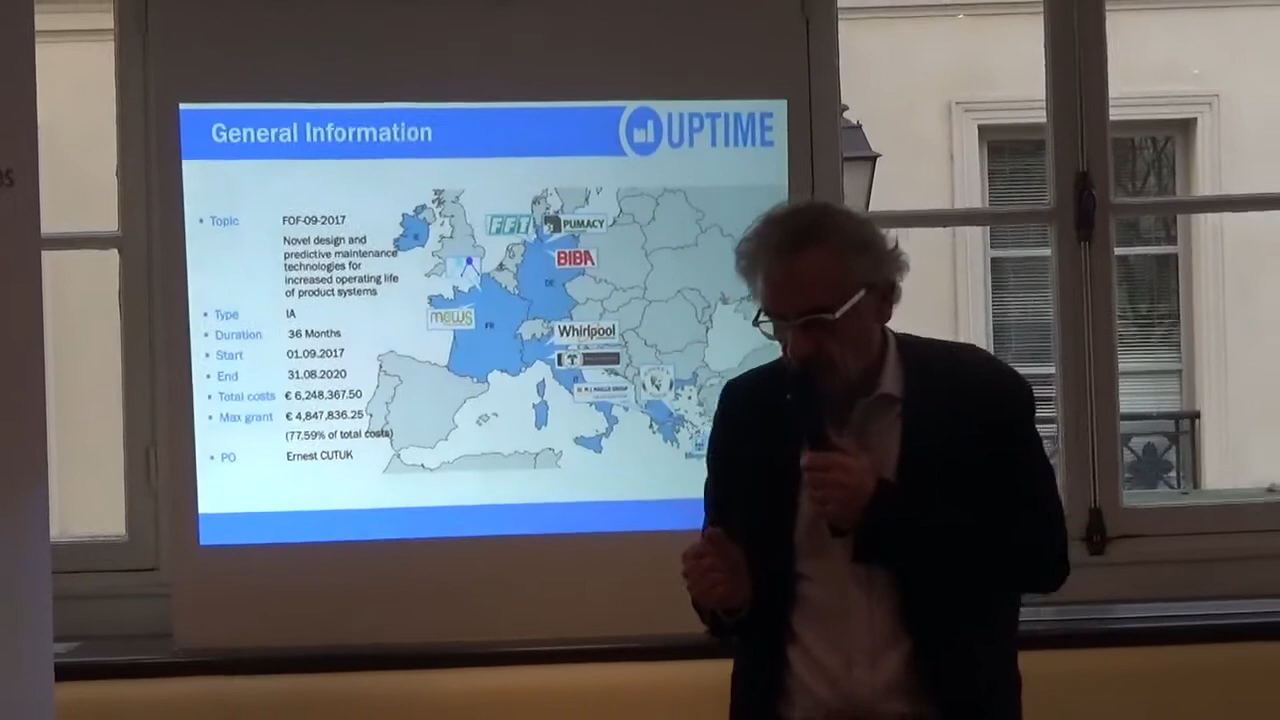 General Information
UPTIME
• Topic FOF-09-2017
Novel design and
predictive maintenance
technologies for
increased operating life
of product systems
• Type IA
• Duration 36 Months
• Start 01.09.2017
• End 31.08.2020
• Total costs € 6,248,367.50
• Max grant € 4,847,836.25
(77.59% of total costs)
• PO Ernest CUTUK
FFT
PUMACY
BIBA
DE
mews
FR
Whirlpool